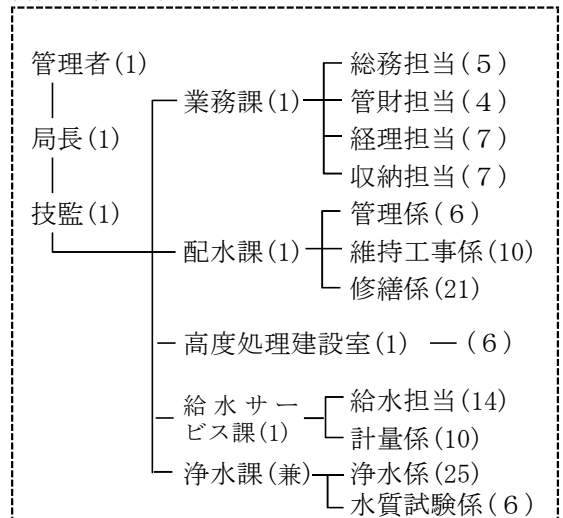 管理者(1)
局長(1)
技監(1)
業務課(1)
総務担当(５)
管財担当(４)
経理担当(７)
収納担当(７)
配水課(1)
管理係(６)
維持工事係(10)
修繕係(21)
高度処理建設室(1)
(６)
給水サー
ビス課(1)
給水担当(14)
計量係(10)
浄水課(兼)
浄水係(25)
水質試験係(６)